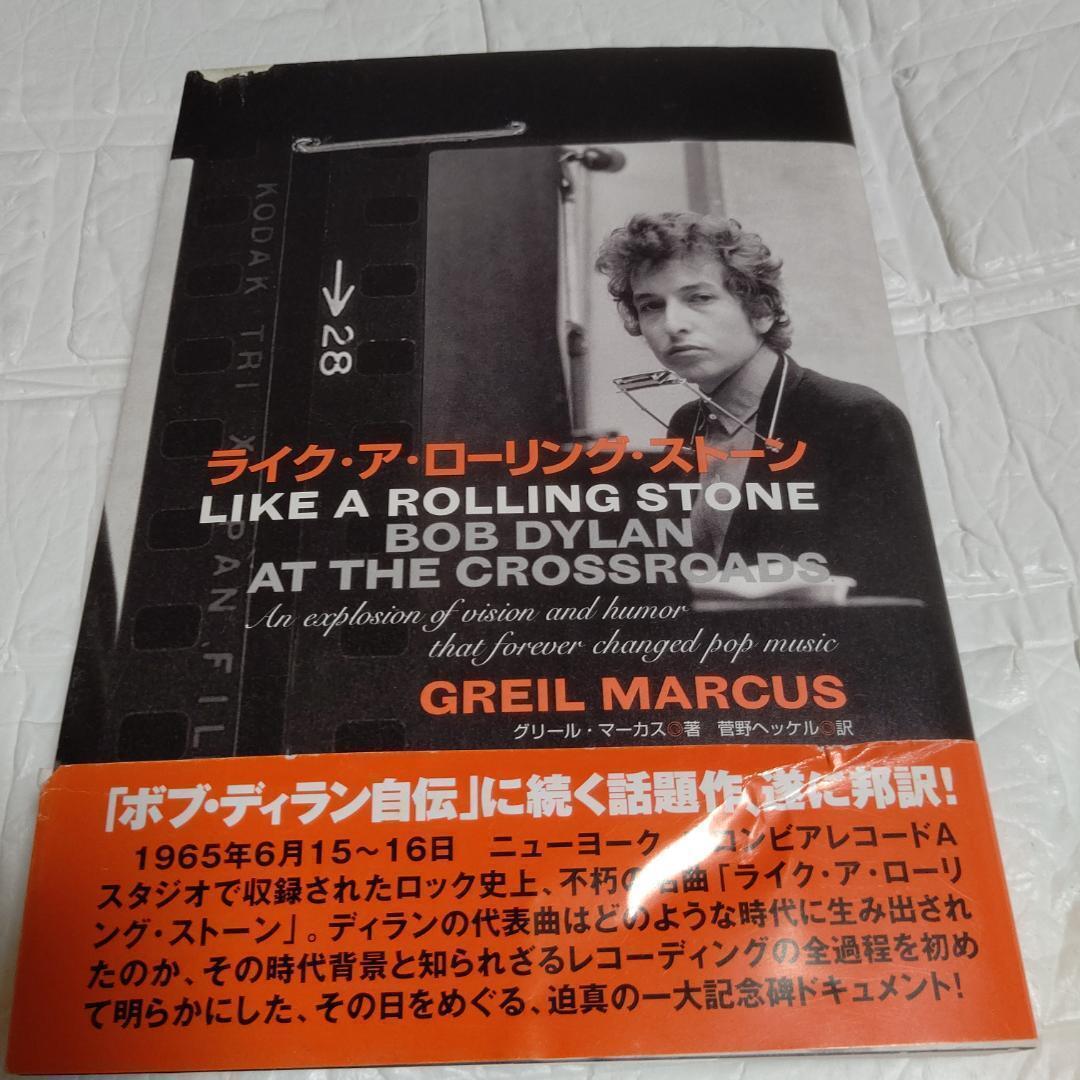 KODAK TRI X PAN FIL
→28
ライク・ア・ローリング・ストーン
LIKE A ROLLING STONE
BOB DYLAN
AT THE CROSSROADS
An explosion of vision and humor
that forever changed pop music
GREIL MARCUS
グリール・マーカス◎著 菅野ヘッケル◎訳
「ボブ・ディラン自伝」に続く話題作、遂に邦訳!
1965年6月15〜16日 ニューヨーク コロンビアレコードA
スタジオで収録されたロック史上、不朽の名曲「ライク・ア・ローリ
ング・ストーン」。ディランの代表曲はどのような時代に生み出され
たのか、その時代背景と知られざるレコーディングの全過程を初め
て明らかにした、その日をめぐる、迫真の一大記念碑ドキュメント!